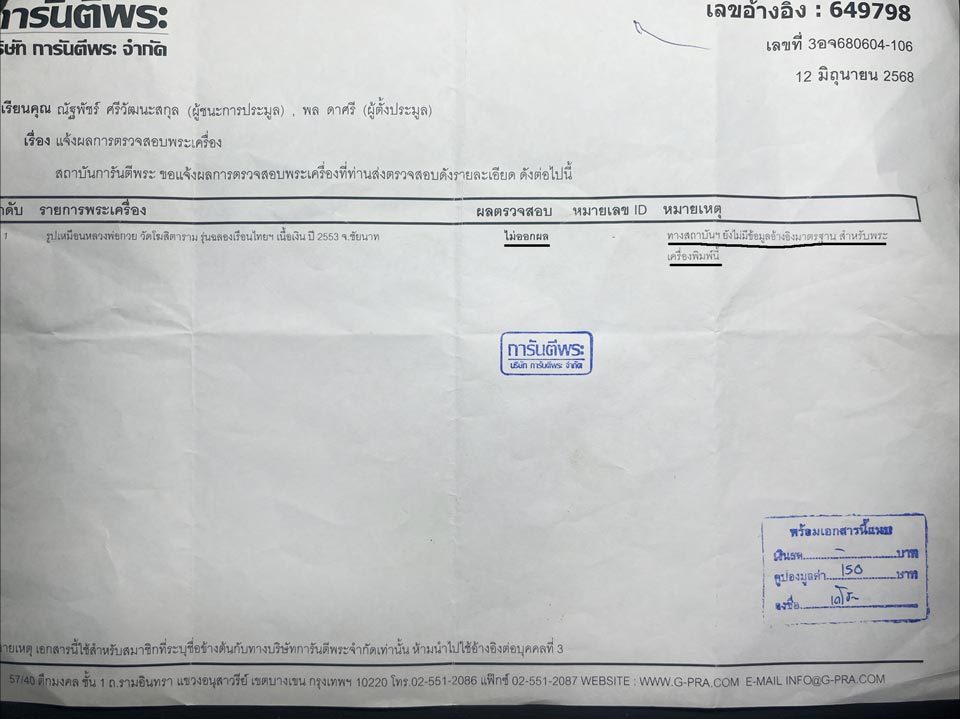 การันตีพระ
บริษัท การันตีพระ จำกัด
เลขอ้างอิง : 649798
เลขที่ 3อจ680604-106
12 มิถุนายน 2568
เรียนคุณ ณัฐพัชร์ ศรีวัฒนะสกุล (ผู้ชนะการประมูล) , พล ดาศรี (ผู้ตั้งประมูล)
เรื่อง แจ้งผลการตรวจสอบพระเครื่อง
สถาบันการันตีพระ ขอแจ้งผลการตรวจสอบพระเครื่องที่ท่านส่งตรวจสอบดังรายละเอียด ดังต่อไปนี้
ำดับ รายการพระเครื่อง ผลตรวจสอบ หมายเลข ID หมายเหตุ
1 รูปเหมือนหลวงพ่อกวย วัดโฆสิตาราม รุ่นฉลองเรือนไทยฯ เนื้อเงิน ปี 2553 จ.ชัยนาท ไม่ออกผล - ทางสถาบันฯ ยังไม่มีข้อมูลอ้างอิงมาตรฐาน สำหรับพระ
เครื่องพิมพ์นี้
การันตีพระ
บริษัท การันตีพระ จำกัด
พร้อมเอกสารนี้แนบ
เงินสด - บาท
คูปองมูลค่า 150 บาท
ลงชื่อ
ายเหตุ เอกสารนี้ใช้สำหรับสมาชิกที่ระบุชื่อข้างต้นกับทางบริษัทการันตีพระจำกัดเท่านั้น ห้ามนำไปใช้อ้างอิงต่อบุคคลที่ 3
57/40 ตึกมงคล ชั้น 1 ถ.รามอินทรา แขวงอนุสาวรีย์ เขตบางเขน กรุงเทพฯ 10220 โทร.02-551-2086 แฟ็กซ์ 02-551-2087 WEBSITE : WWW.G-PRA.COM E-MAIL INFO@G-PRA.COM